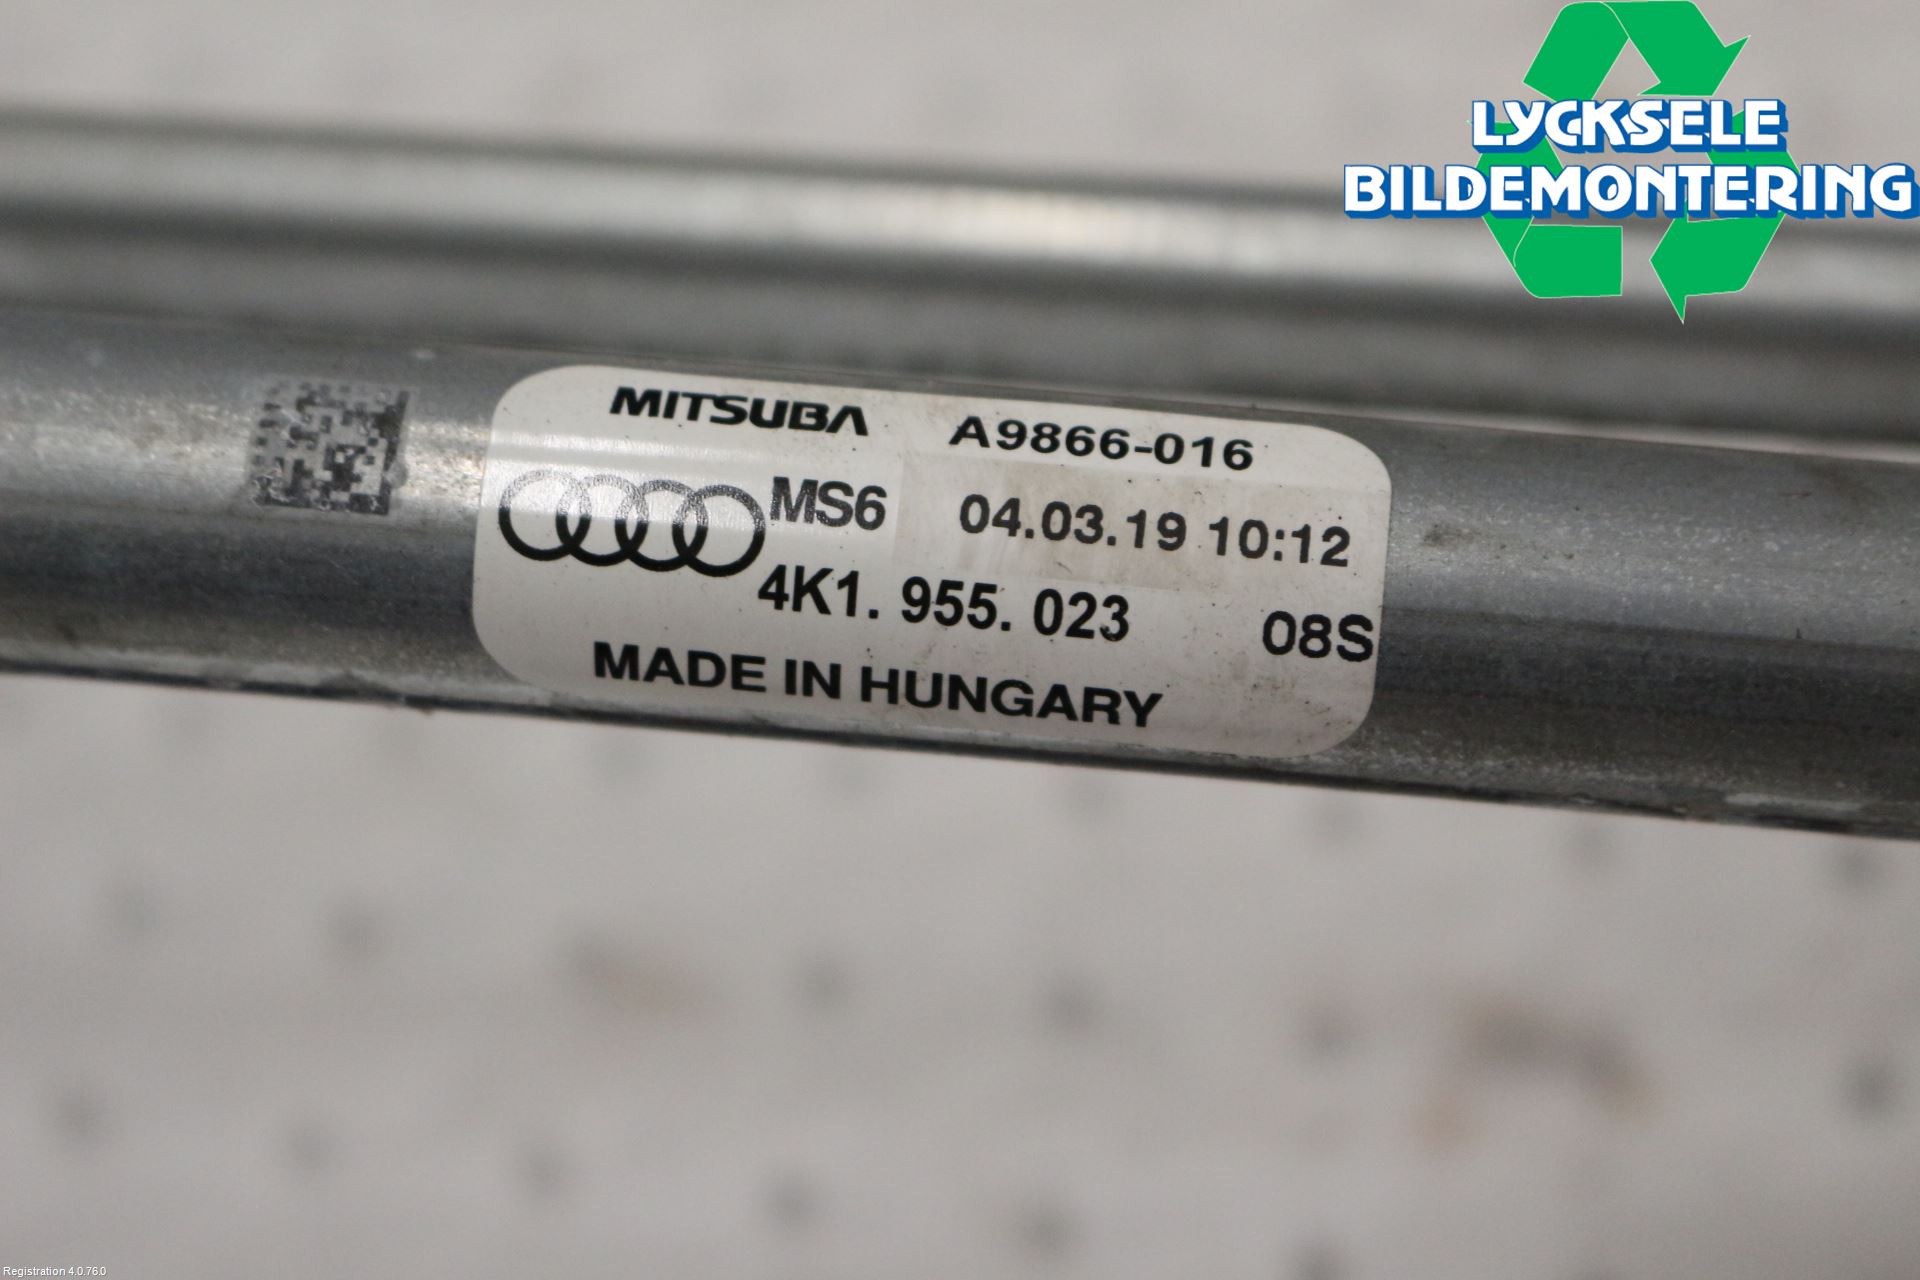 LYCKSELE
BILDEMONTERING
MITSUBA A9866-016
MS6 04.03.19 10:12
4K1. 955. 023 08S
MADE IN HUNGARY
Registration 4.0.76.0